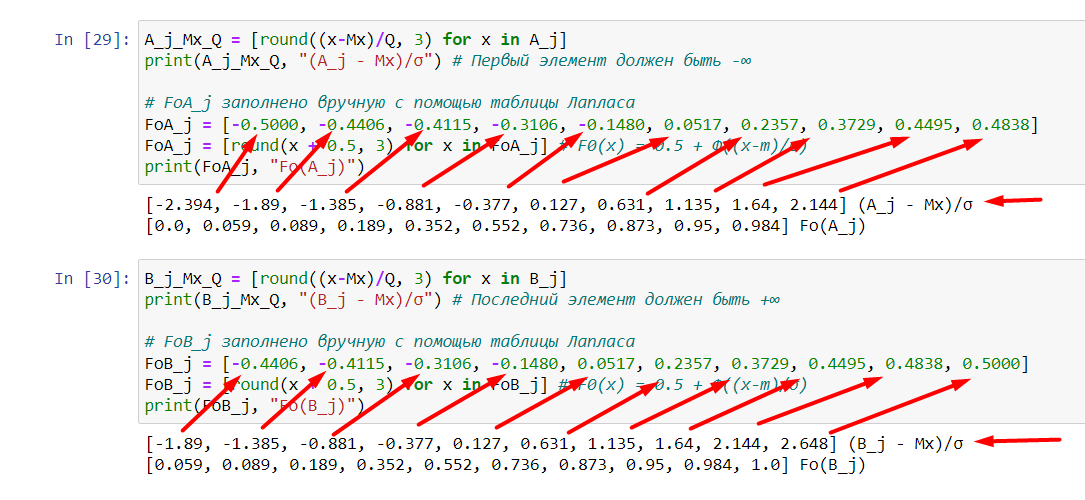 In [29]: A_j_Mx_Q = [round((x-Mx)/Q, 3) for x in A_j]
print(A_j_Mx_Q, "(A_j - Mx)/σ") # Первый элемент должен быть -∞
# FoA_j заполнено вручную с помощью таблицы Лапласа
FoA_j = [-0.5000, -0.4406, -0.4115, -0.3106, -0.1480, 0.0517, 0.2357, 0.3729, 0.4495, 0.4838]
FoA_j = [round(x + 0.5, 3) for x in FoA_j] # F0(x) = 0.5 + Φ((x-m)/σ)
print(FoA_j, "Fo(A_j)")
[-2.394, -1.89, -1.385, -0.881, -0.377, 0.127, 0.631, 1.135, 1.64, 2.144] (A_j - Mx)/σ
[0.0, 0.059, 0.089, 0.189, 0.352, 0.552, 0.736, 0.873, 0.95, 0.984] Fo(A_j)
In [30]: B_j_Mx_Q = [round((x-Mx)/Q, 3) for x in B_j]
print(B_j_Mx_Q, "(B_j - Mx)/σ") # Последний элемент должен быть +∞
# FoB_j заполнено вручную с помощью таблицы Лапласа
FoB_j = [-0.4406, -0.4115, -0.3106, -0.1480, 0.0517, 0.2357, 0.3729, 0.4495, 0.4838, 0.5000]
FoB_j = [round(x + 0.5, 3) for x in FoB_j] # F0(x) = 0.5 + Φ((x-m)/σ)
print(FoB_j, "Fo(B_j)")
[-1.89, -1.385, -0.881, -0.377, 0.127, 0.631, 1.135, 1.64, 2.144, 2.648] (B_j - Mx)/σ
[0.059, 0.089, 0.189, 0.352, 0.552, 0.736, 0.873, 0.95, 0.984, 1.0] Fo(B_j)